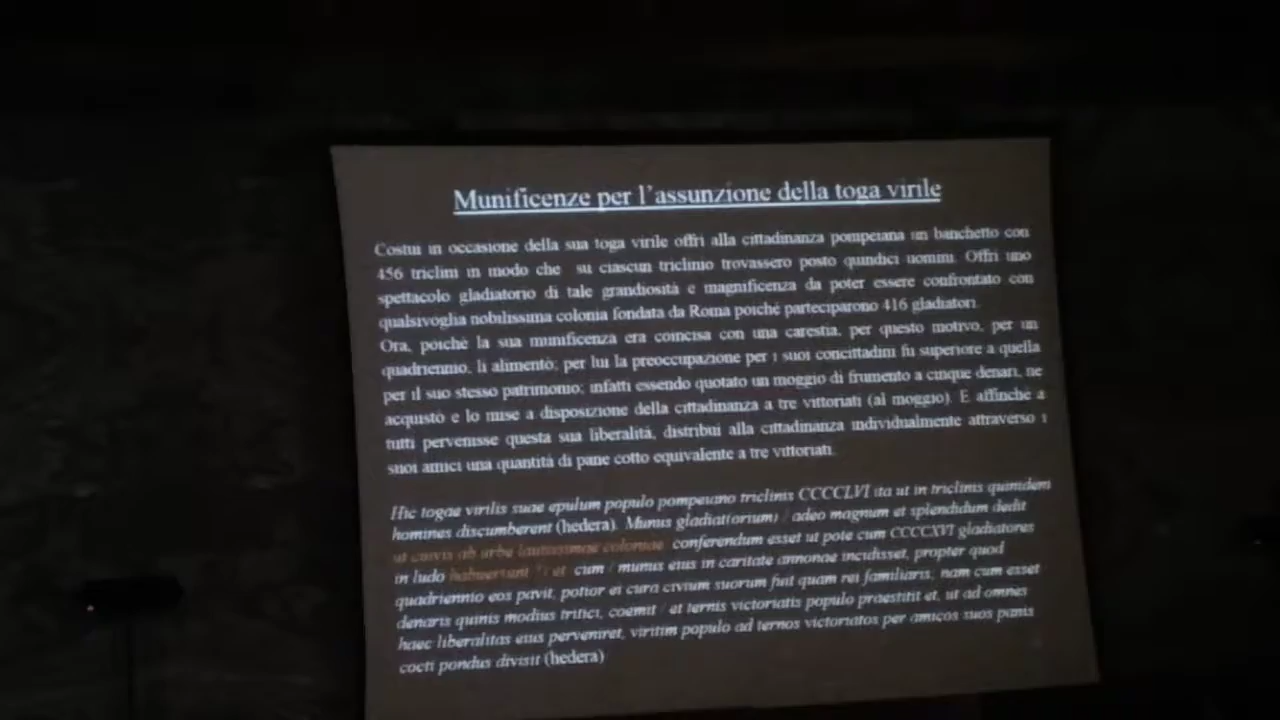 Munificenze per l'assunzione della toga virile
Costui in occasione della sua toga virile offrì alla cittadinanza pompeiana un banchetto con
456 triclini in modo che su ciascun triclinio trovassero posto quindici uomini. Offrì uno
spettacolo gladiatorio di tale grandiosità e magnificenza da poter essere confrontato con
qualsivoglia nobilissima colonia fondata da Roma poiché parteciparono 416 gladiatori.
Ora, poiché la sua munificenza era coincisa con una carestia, per questo motivo, per un
quadriennio, li alimentò; per lui la preoccupazione per i suoi concittadini fu superiore a quella
per il suo stesso patrimonio; infatti essendo quotato un moggio di frumento a cinque denari, ne
acquistò e lo mise a disposizione della cittadinanza a tre vittoriati (al moggio). E affinché a
tutti pervenisse questa sua liberalità, distribuì alla cittadinanza individualmente attraverso i
suoi amici una quantità di pane cotto equivalente a tre vittoriati.
Hic togae virilis suae epulum populo pompeiano triclinis CCCCLVI ita ut in triclinis quindem
homines discumberent (hedera). Munus gladiat(orium) / adeo magnum et splendidum dedit
ut cuivis ab urbe lautissimae coloniae conferendum esset ut pote cum CCCCXVI gladiatores
in ludo habuerant et cum / munus eius in caritate annonae incidisset, propter quod
quadriennio eos pavit, potior ei cura civium suorum fuit quam rei familiaris; nam cum esset
denaris quinis modius tritici, coemit / et ternis victoriatis populo praestitit et, ut ad omnes
haec liberalitas eius perveniret, viritim populo ad ternos victoriatos per amicos suos panis
cocti pondus divisit (hedera)